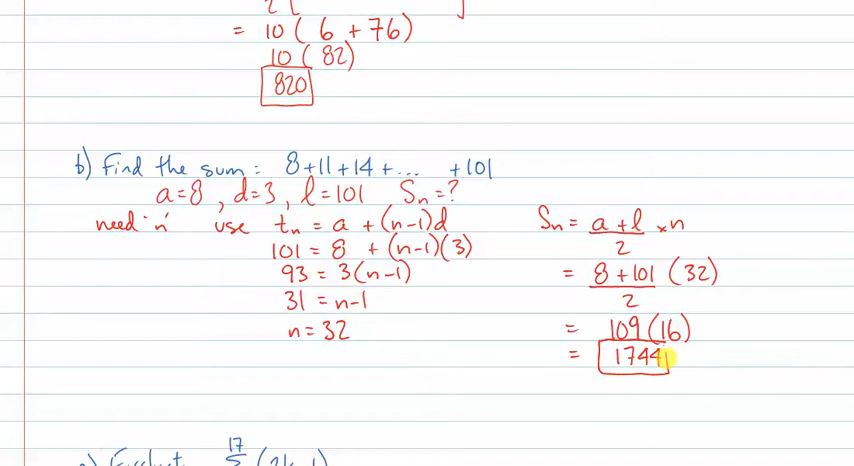 2 [ ]
= 10 ( 6 + 76)
10 ( 82)
820
b) Find the sum : 8+11+14+... +101
a=8 , d=3 , l=101 Sn=?
need 'n' use tn = a +(n-1)d
101 = 8 +(n-1)(3)
93 = 3(n-1)
31 = n-1
n = 32
Sn = a + l / 2 × n
= 8 + 101 / 2 (32)
= 109 (16)
= 1744
17